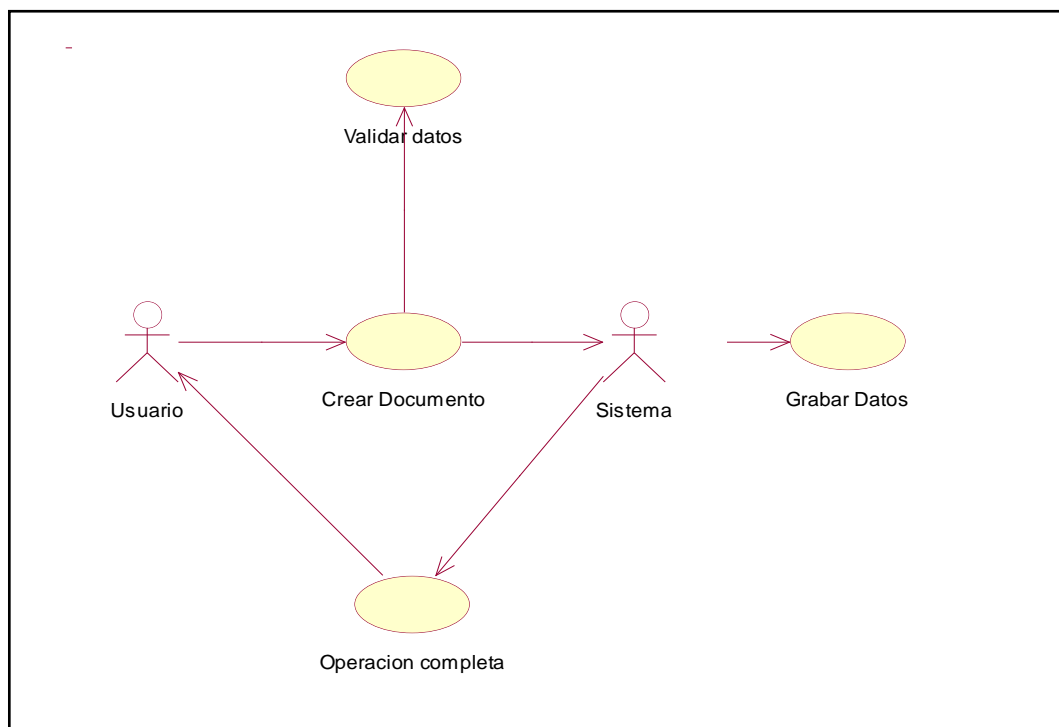 Validar datos
Usuario
Crear Documento
Sistema
Grabar Datos
Operacion completa